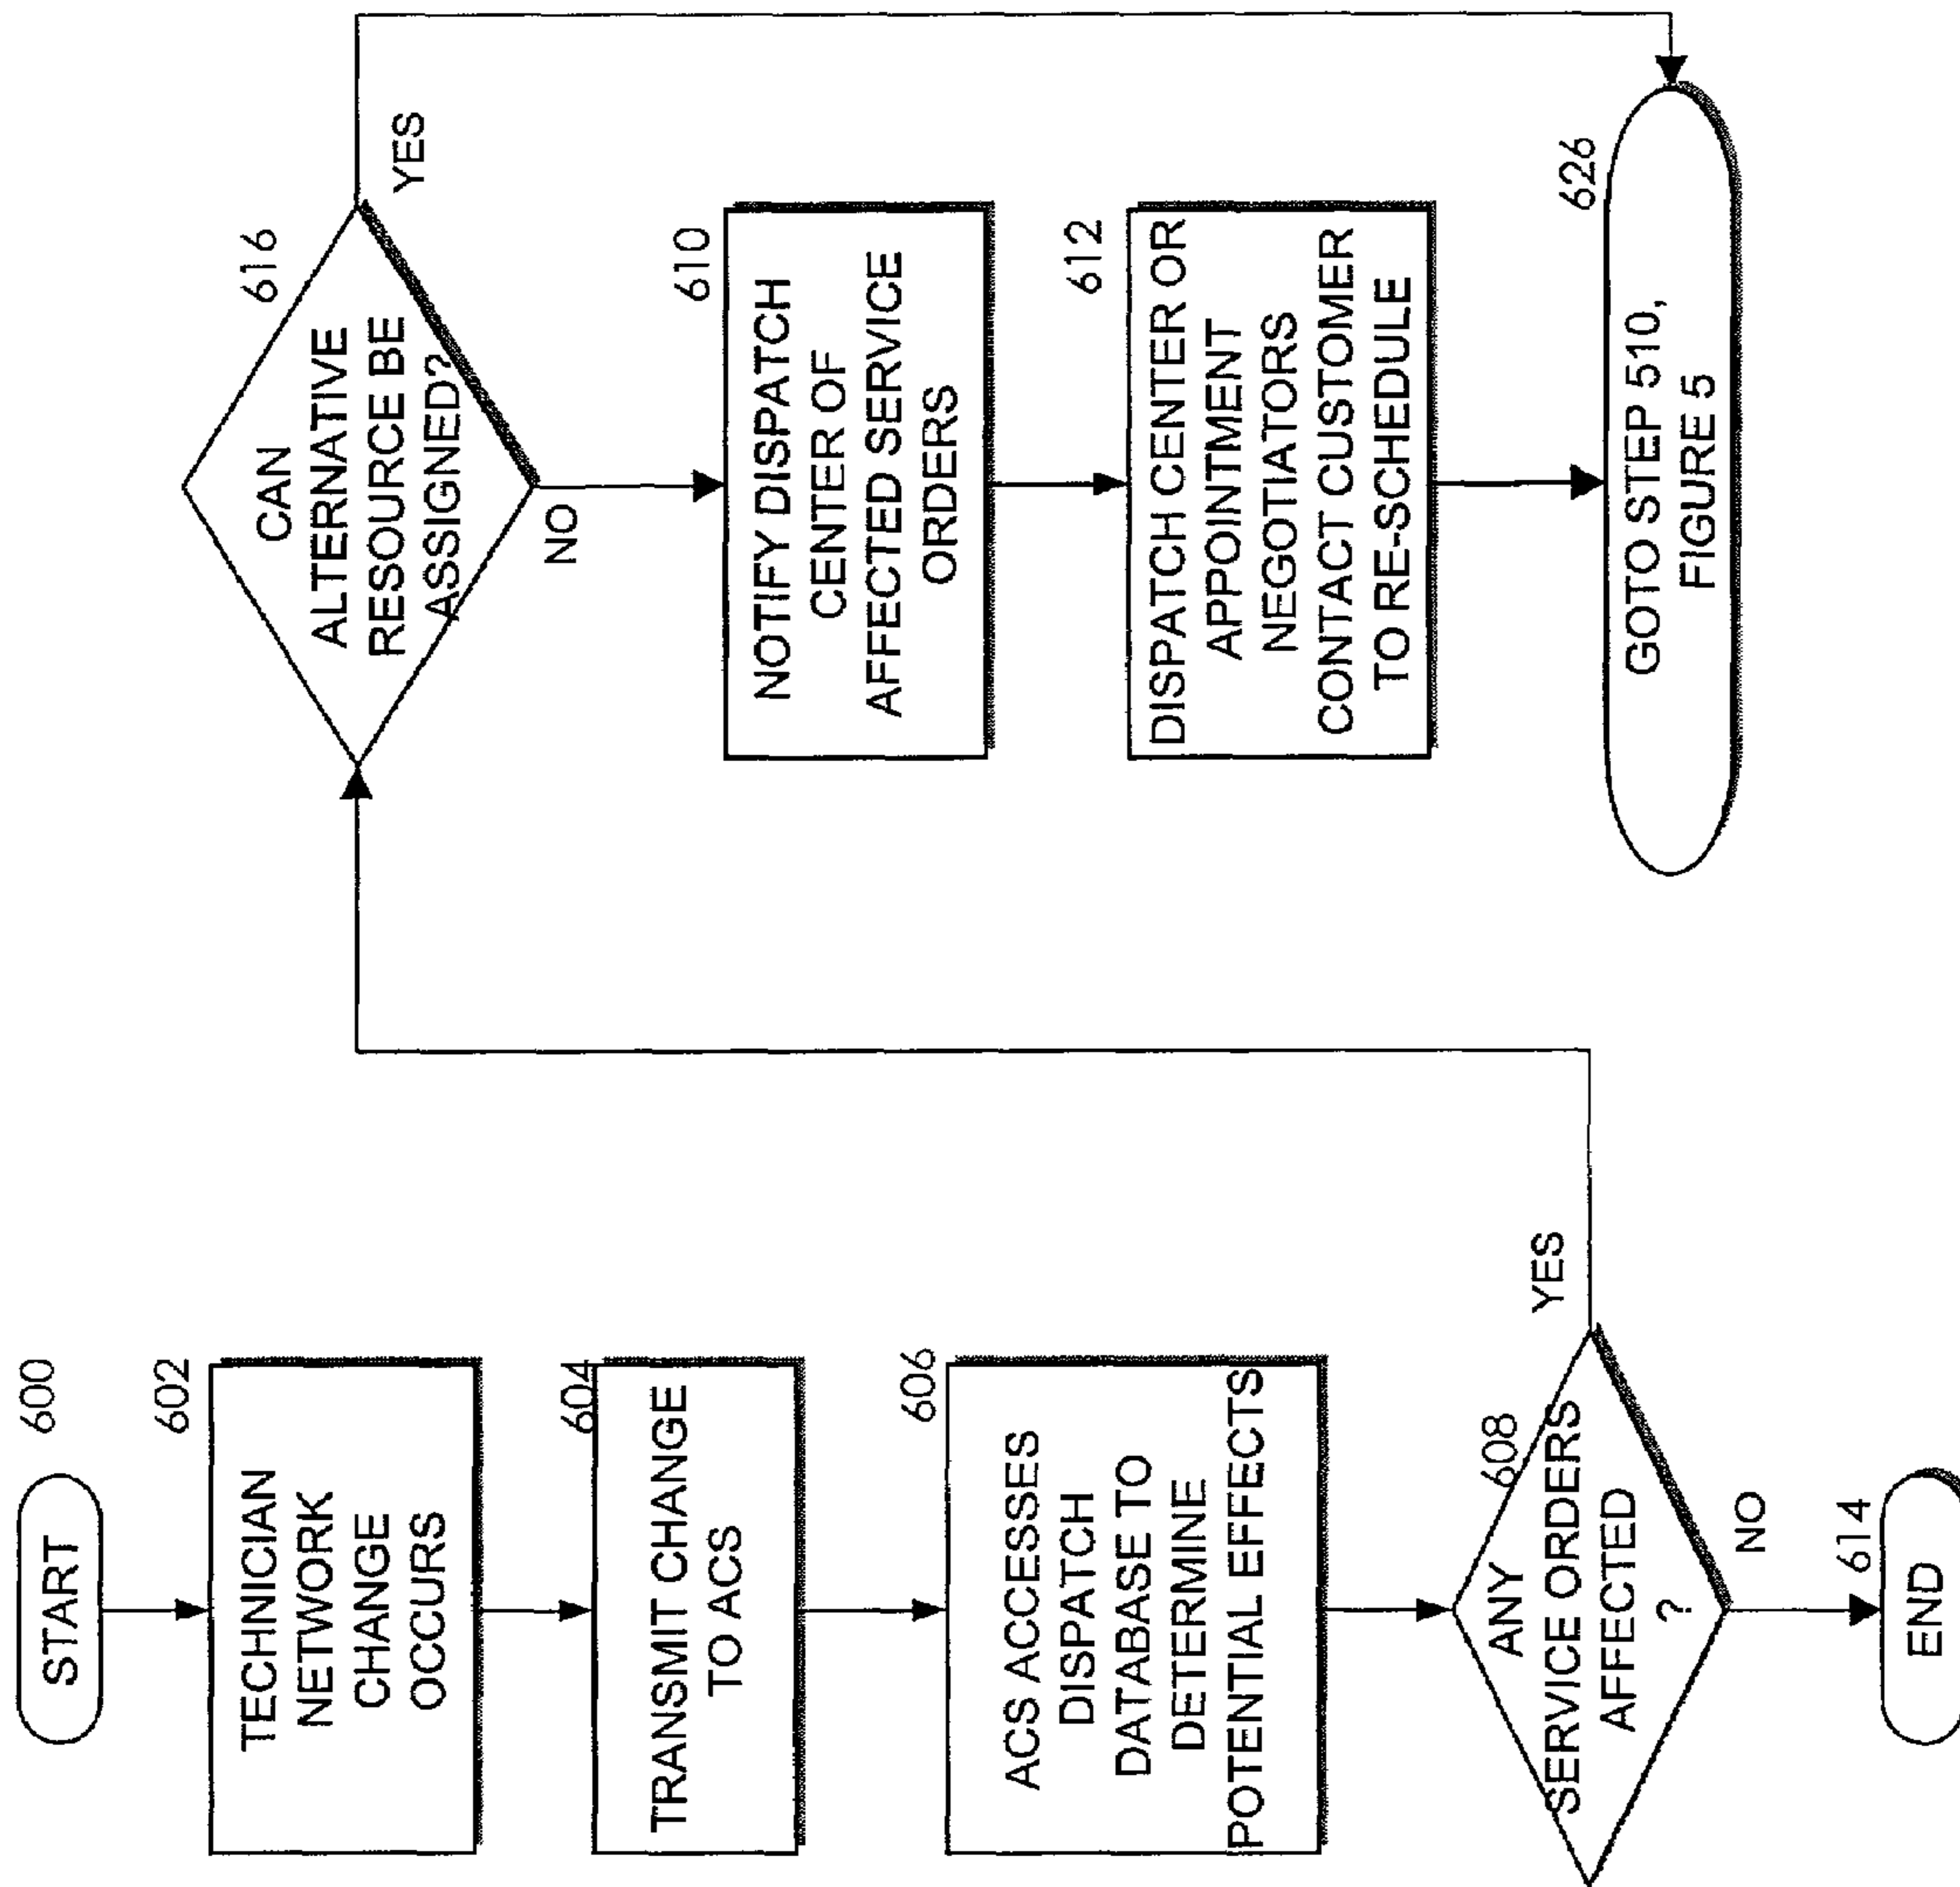 START
600
602
TECHNICIAN
NETWORK
CHANGE
OCCURS
604
TRANSMIT CHANGE
TO ACS
606
ACS ACCESSES
DISPATCH
DATABASE TO
DETERMINE
POTENTIAL EFFECTS
608
ANY
SERVICE ORDERS
AFFECTED
?
YES
NO
614
END
616
CAN
ALTERNATIVE
RESOURCE BE
ASSIGNED?
YES
NO
610
NOTIFY DISPATCH
CENTER OF
AFFECTED SERVICE
ORDERS
612
DISPATCH CENTER OR
APPOINTMENT
NEGOTIATORS
CONTACT CUSTOMER
TO RE-SCHEDULE
626
GOTO STEP 510,
FIGURE 5